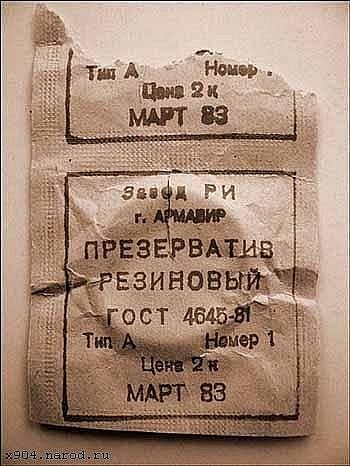 Тип А Номер 1
Цена 2 к
МАРТ 83
Завод РИ
г. АРМАВИР
ПРЕЗЕРВАТИВ
РЕЗИНОВЫЙ
ГОСТ 4645-81
Тип А Номер 1
Цена 2 к
МАРТ 83
x904.narod.ru